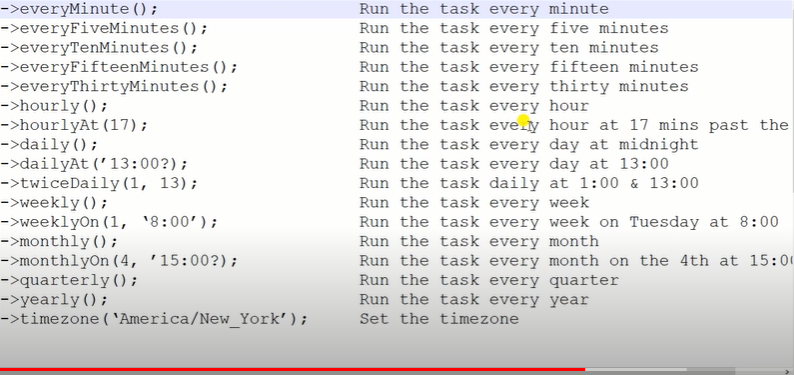 ->everyMinute(); Run the task every minute
->everyFiveMinutes(); Run the task every five minutes
->everyTenMinutes(); Run the task every ten minutes
->everyFifteenMinutes(); Run the task every fifteen minutes
->everyThirtyMinutes(); Run the task every thirty minutes
->hourly(); Run the task every hour
->hourlyAt(17); Run the task every hour at 17 mins past the
->daily(); Run the task every day at midnight
->dailyAt(’13:00?); Run the task every day at 13:00
->twiceDaily(1, 13); Run the task daily at 1:00 & 13:00
->weekly(); Run the task every week
->weeklyOn(1, ‘8:00’); Run the task every week on Tuesday at 8:00
->monthly(); Run the task every month
->monthlyOn(4, ’15:00?); Run the task every month on the 4th at 15:0
->quarterly(); Run the task every quarter
->yearly(); Run the task every year
->timezone(‘America/New_York’); Set the timezone